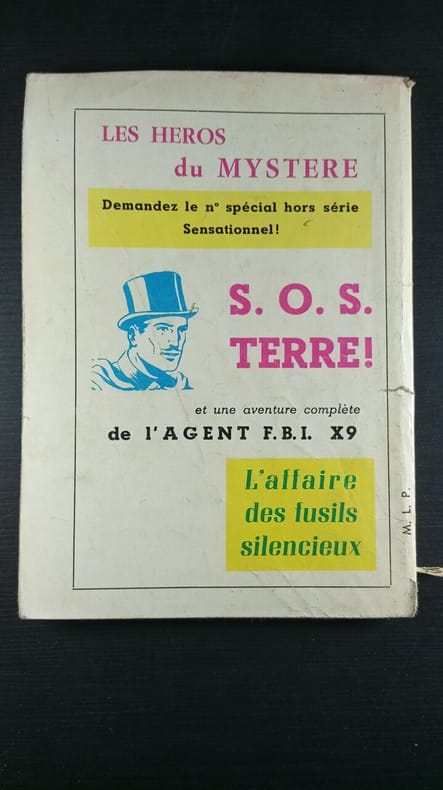 LES HEROS
du MYSTERE
Demandez le n° spécial hors série
Sensationnel!
S. O. S.
TERRE!
et une aventure complète
de l'AGENT F.B.I. X9
L'affaire
des fusils
silencieux
M. L. P.